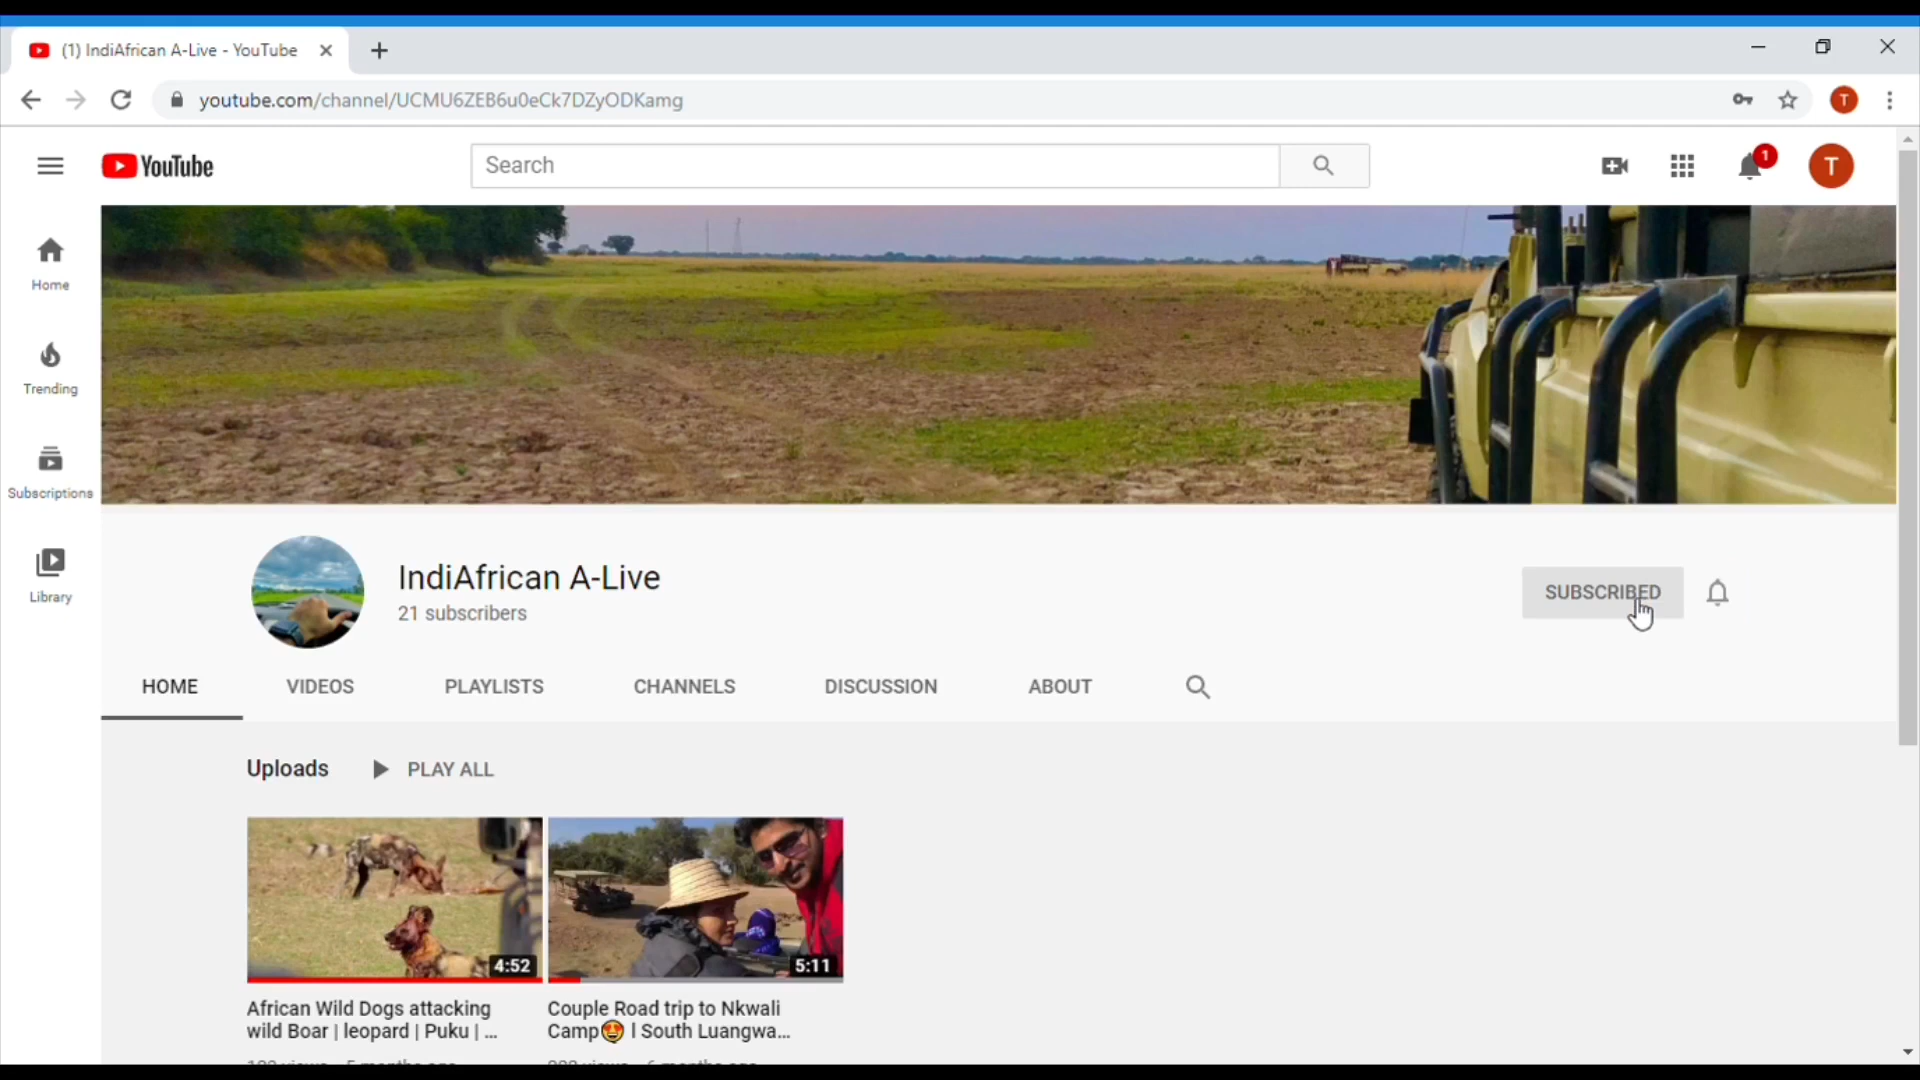 (1) IndiAfrican A-Live - YouTube
youtube.com/channel/UCMU6ZEB6u0eCk7DZyODKamg
T
YouTube
Search
1
T
Home
Trending
Subscriptions
Library
IndiAfrican A-Live
21 subscribers
SUBSCRIBED
HOME VIDEOS PLAYLISTS CHANNELS DISCUSSION ABOUT
Uploads PLAY ALL
4:52
5:11
African Wild Dogs attacking
wild Boar | leopard | Puku | ...
Couple Road trip to Nkwali
Camp🤩 l South Luangwa...